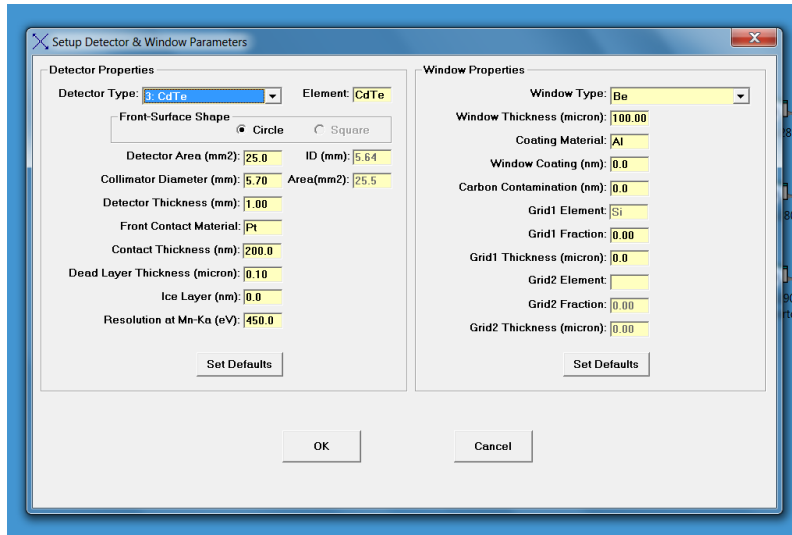 Setup Detector & Window Parameters
Detector Properties
Detector Type: 3: CdTe Element: CdTe
Front-Surface Shape
Circle Square
Detector Area (mm2): 25.0 ID (mm): 5.64
Collimator Diameter (mm): 5.70 Area(mm2): 25.5
Detector Thickness (mm): 1.00
Front Contact Material: Pt
Contact Thickness (nm): 200.0
Dead Layer Thickness (micron): 0.10
Ice Layer (nm): 0.0
Resolution at Mn-Ka (eV): 450.0
Set Defaults
Window Properties
Window Type: Be
Window Thickness (micron): 100.00
Coating Material: Al
Window Coating (nm): 0.0
Carbon Contamination (nm): 0.0
Grid1 Element: Si
Grid1 Fraction: 0.00
Grid1 Thickness (micron): 0.0
Grid2 Element:
Grid2 Fraction: 0.00
Grid2 Thickness (micron): 0.00
Set Defaults
OK Cancel